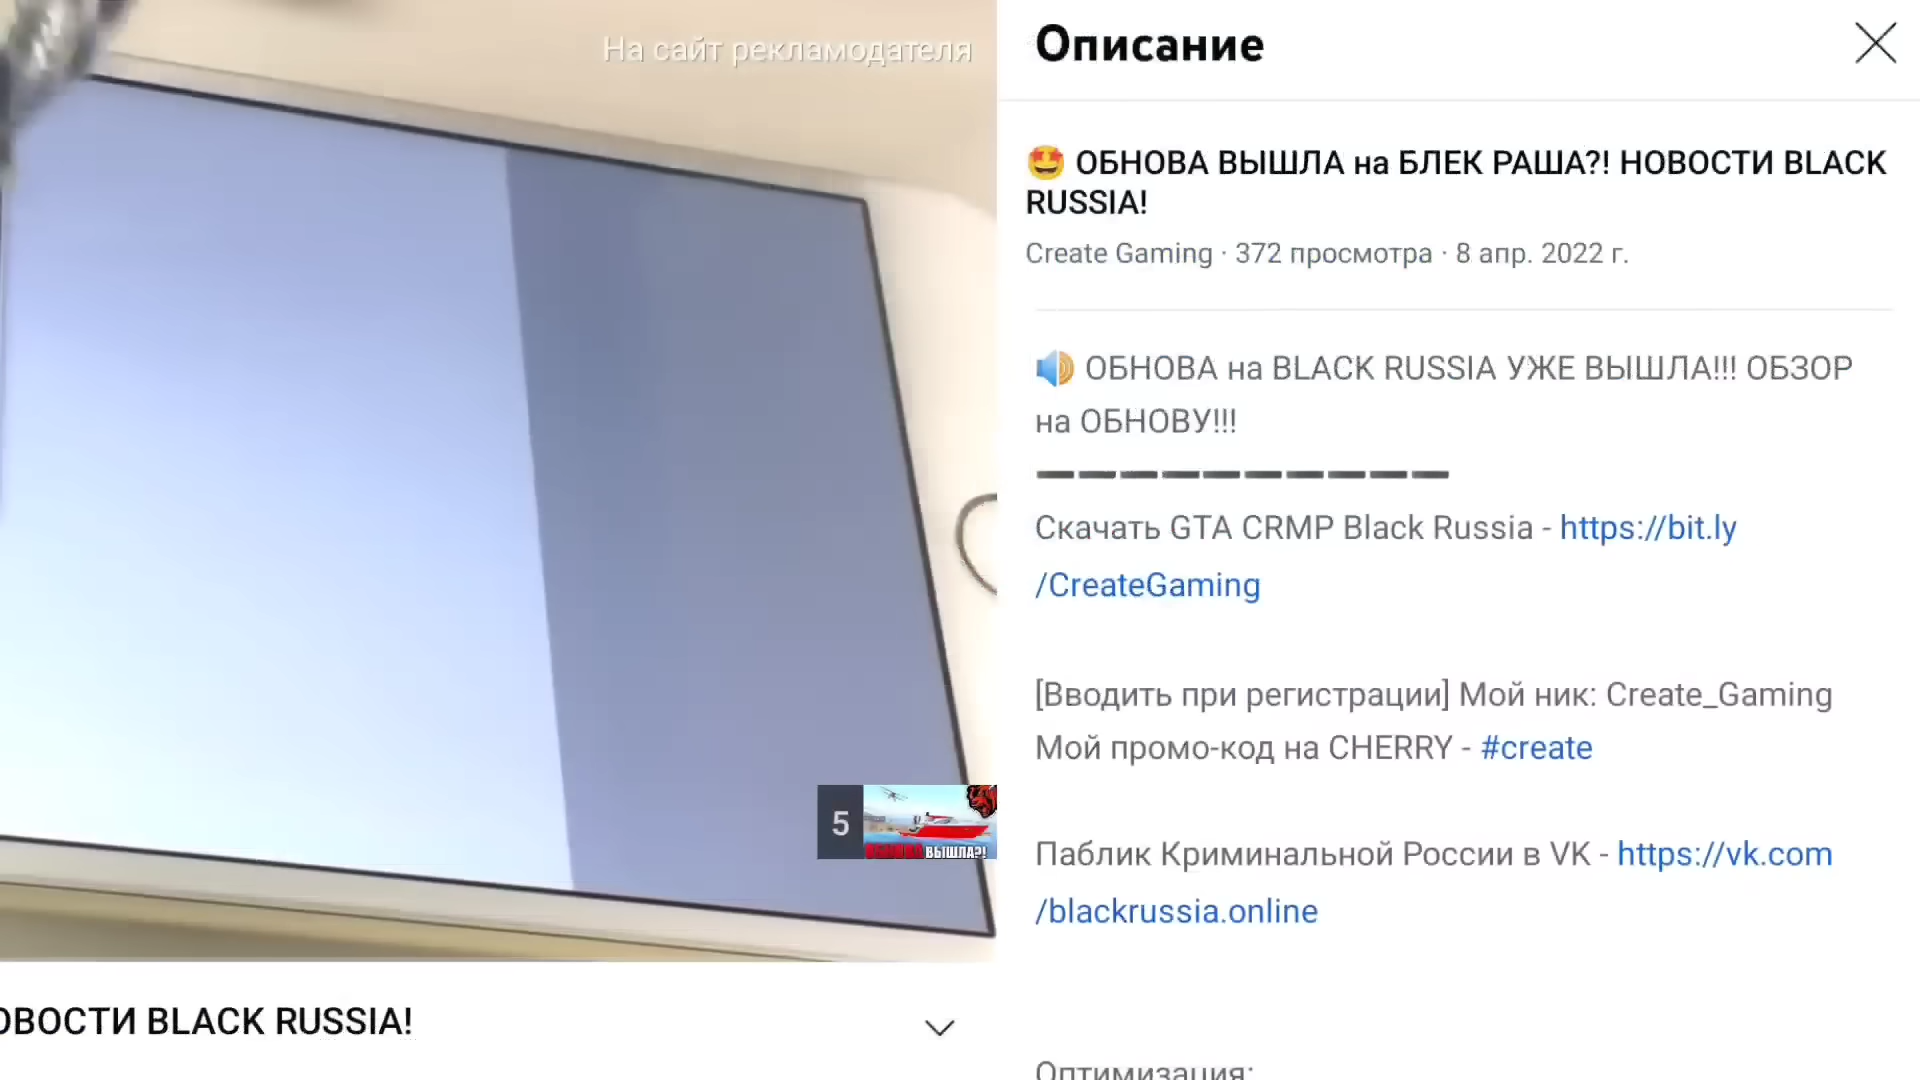 На сайт рекламодателя
5
ОБНОВА ВЫШЛА?!
ОВОСТИ BLACK RUSSIA!
Описание
🤩 ОБНОВА ВЫШЛА на БЛЕК РАША?! НОВОСТИ BLACK
RUSSIA!
Create Gaming · 372 просмотра · 8 апр. 2022 г.
🔊 ОБНОВА на BLACK RUSSIA УЖЕ ВЫШЛА!!! ОБЗОР
на ОБНОВУ!!!
➖➖➖➖➖➖➖➖➖➖
Скачать GTA CRMP Black Russia - https://bit.ly
/CreateGaming
[Вводить при регистрации] Мой ник: Create_Gaming
Мой промо-код на CHERRY - #create
Паблик Криминальной России в VK - https://vk.com
/blackrussia.online
Оптимизация: